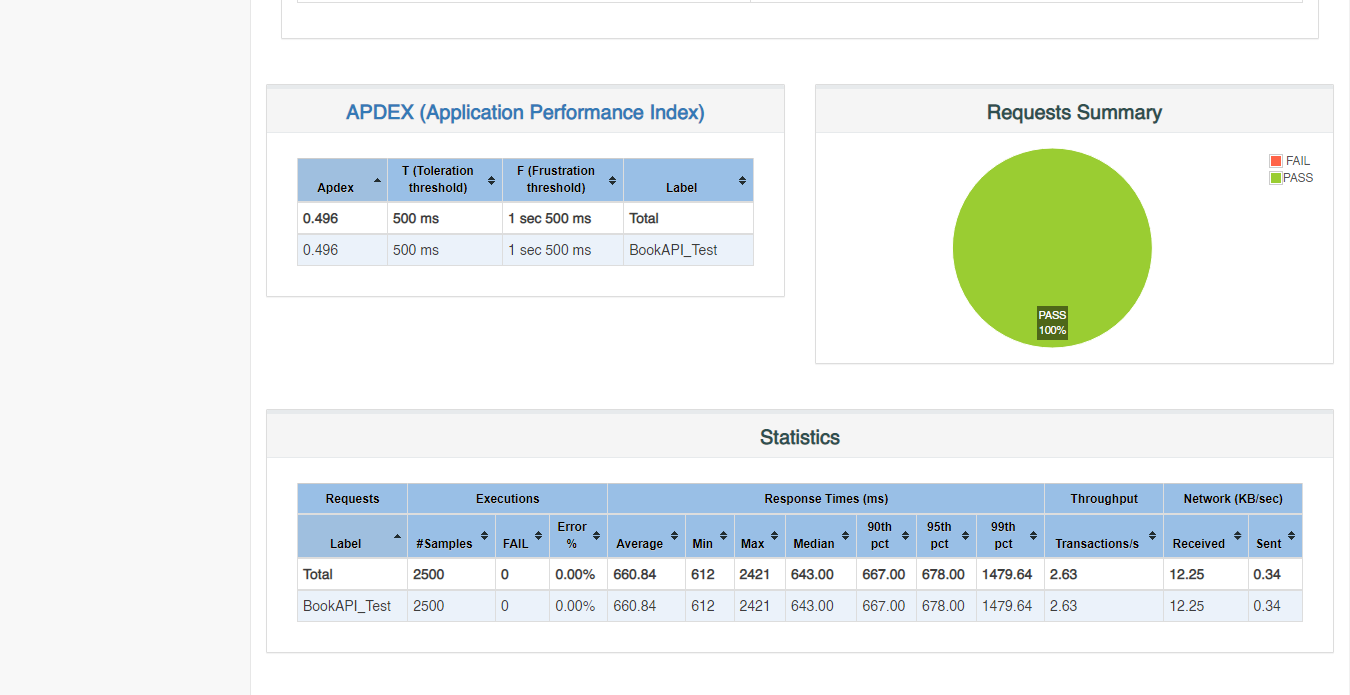 APDEX (Application Performance Index)
Apdex T (Toleration threshold) F (Frustration threshold) Label
0.496 500 ms 1 sec 500 ms Total
0.496 500 ms 1 sec 500 ms BookAPI_Test
Requests Summary
FAIL
PASS
PASS
100%
Statistics
Requests Executions Response Times (ms) Throughput Network (KB/sec)
Label #Samples FAIL Error % Average Min Max Median 90th pct 95th pct 99th pct Transactions/s Received Sent
Total 2500 0 0.00% 660.84 612 2421 643.00 667.00 678.00 1479.64 2.63 12.25 0.34
BookAPI_Test 2500 0 0.00% 660.84 612 2421 643.00 667.00 678.00 1479.64 2.63 12.25 0.34